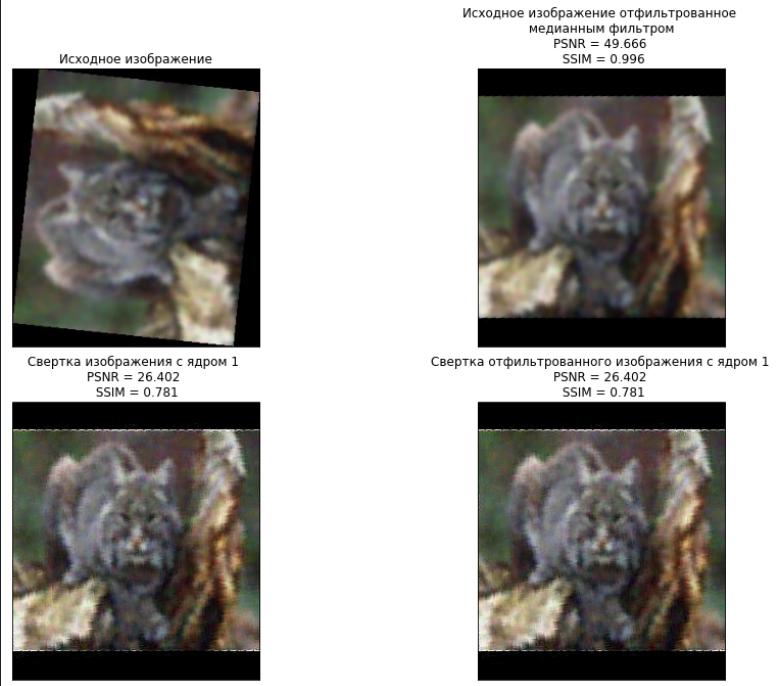 Исходное изображение
Исходное изображение отфильтрованное
медианным фильтром
PSNR = 49.666
SSIM = 0.996
Свертка изображения с ядром 1
PSNR = 26.402
SSIM = 0.781
Свертка отфильтрованного изображения с ядром 1
PSNR = 26.402
SSIM = 0.781